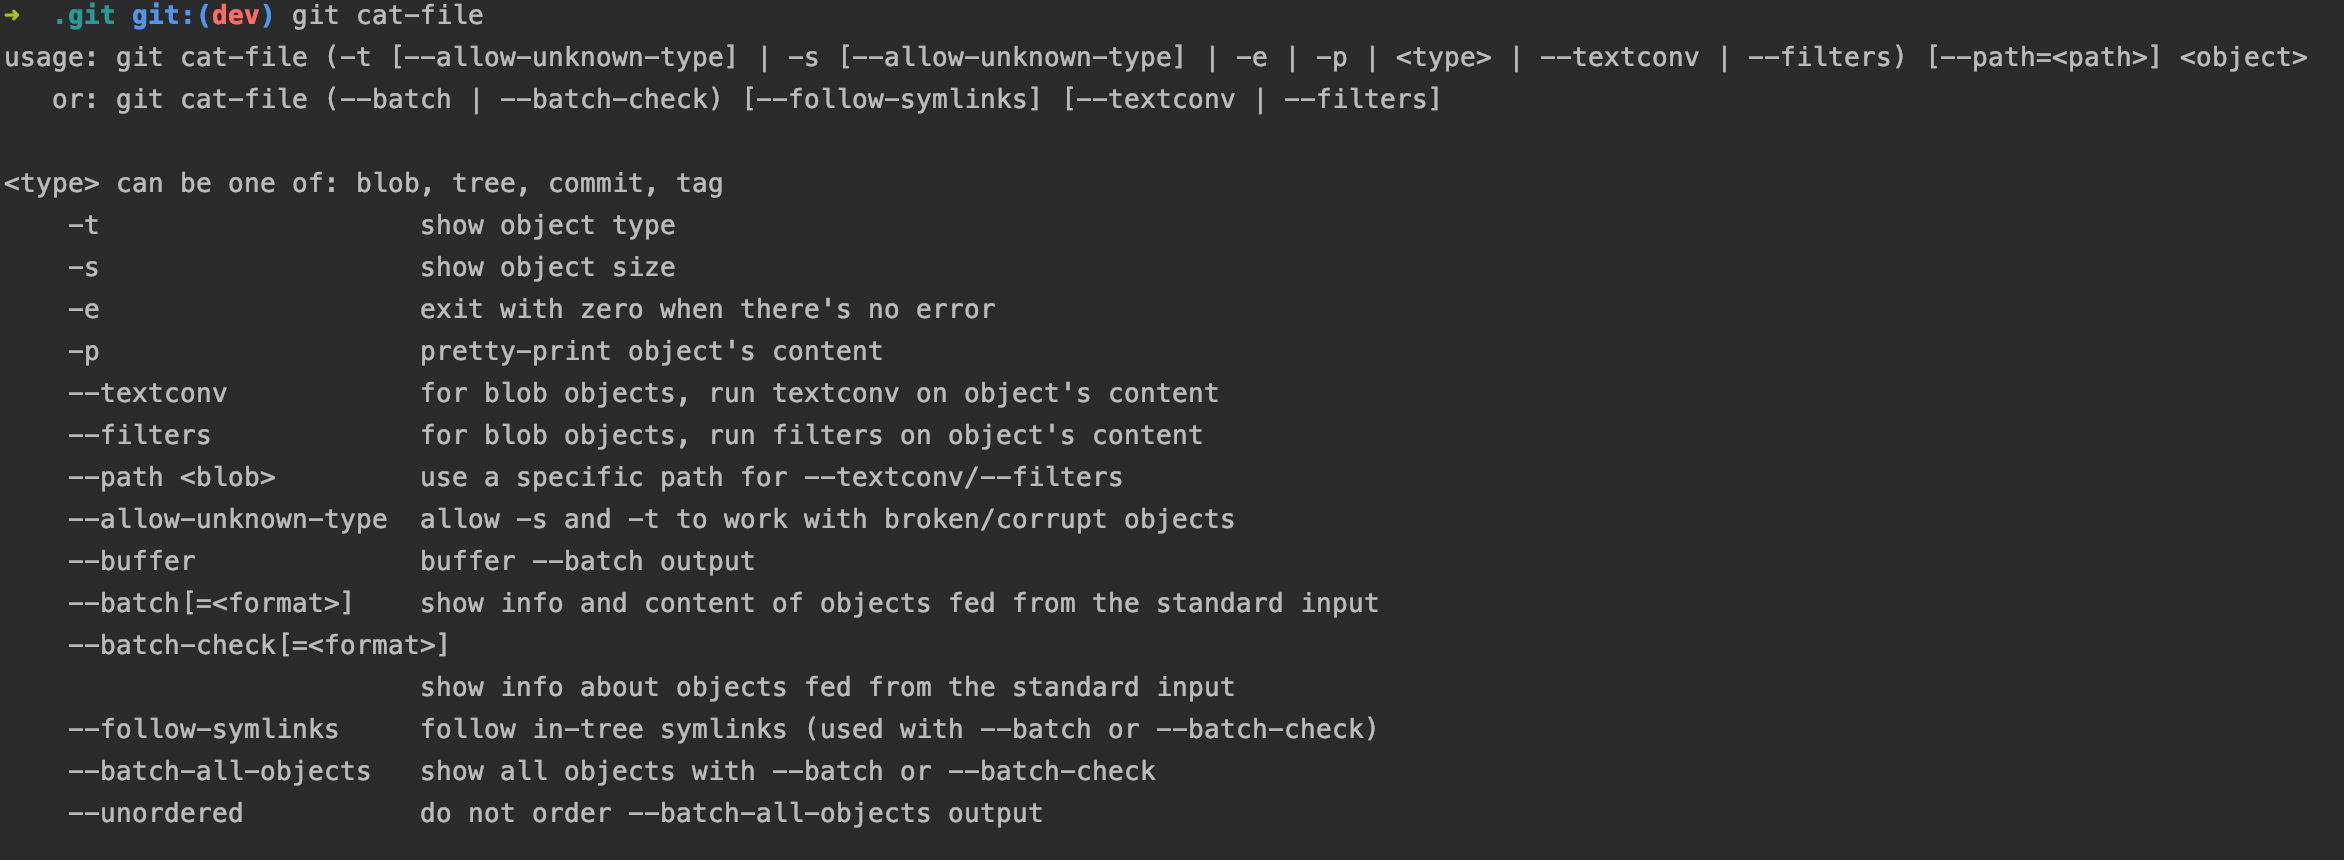 ➜  .git git:(dev) git cat-file
usage: git cat-file (-t [--allow-unknown-type] | -s [--allow-unknown-type] | -e | -p | <type> | --textconv | --filters) [--path=<path>] <object>
   or: git cat-file (--batch | --batch-check) [--follow-symlinks] [--textconv | --filters]

<type> can be one of: blob, tree, commit, tag
    -t                    show object type
    -s                    show object size
    -e                    exit with zero when there's no error
    -p                    pretty-print object's content
    --textconv            for blob objects, run textconv on object's content
    --filters             for blob objects, run filters on object's content
    --path <blob>         use a specific path for --textconv/--filters
    --allow-unknown-type  allow -s and -t to work with broken/corrupt objects
    --buffer              buffer --batch output
    --batch[=<format>]    show info and content of objects fed from the standard input
    --batch-check[=<format>]
                          show info about objects fed from the standard input
    --follow-symlinks     follow in-tree symlinks (used with --batch or --batch-check)
    --batch-all-objects   show all objects with --batch or --batch-check
    --unordered           do not order --batch-all-objects output